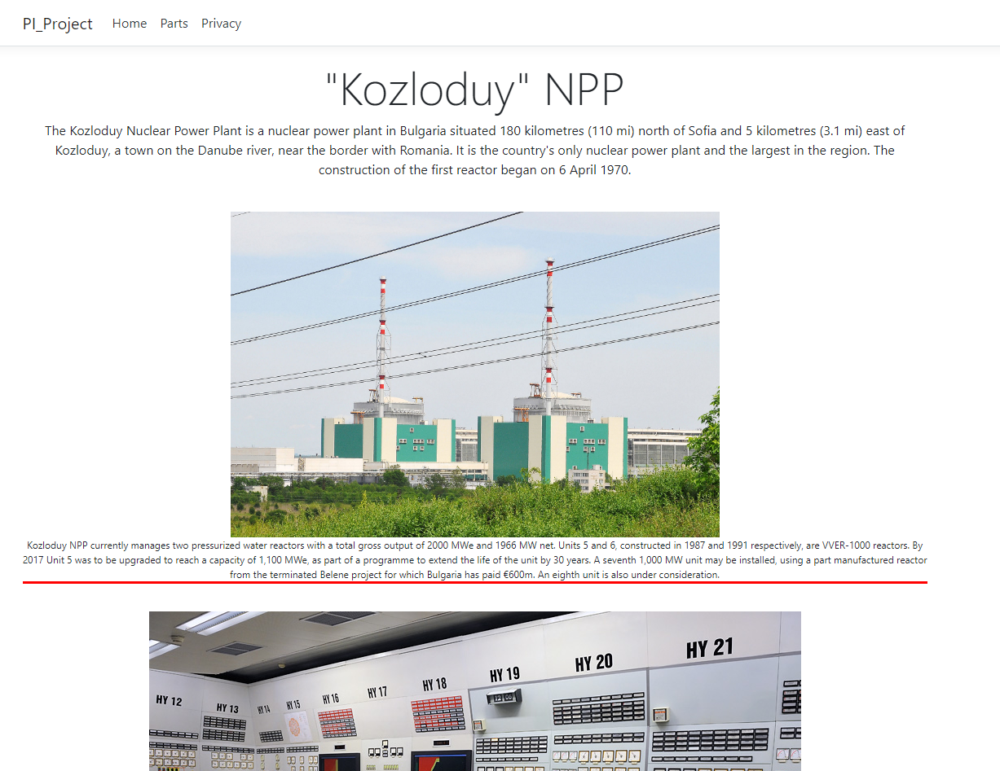 PI_Project Home Parts Privacy
"Kozloduy" NPP
The Kozloduy Nuclear Power Plant is a nuclear power plant in Bulgaria situated 180 kilometres (110 mi) north of Sofia and 5 kilometres (3.1 mi) east of
Kozloduy, a town on the Danube river, near the border with Romania. It is the country's only nuclear power plant and the largest in the region. The
construction of the first reactor began on 6 April 1970.
Kozloduy NPP currently manages two pressurized water reactors with a total gross output of 2000 MWe and 1966 MW net. Units 5 and 6, constructed in 1987 and 1991 respectively, are VVER-1000 reactors. By
2017 Unit 5 was to be upgraded to reach a capacity of 1,100 MWe, as part of a programme to extend the life of the unit by 30 years. A seventh 1,000 MW unit may be installed, using a part manufactured reactor
from the terminated Belene project for which Bulgaria has paid €600m. An eighth unit is also under consideration.
HY 12 HY 13 HY 14 HY 15 HY 16 HY 17 HY 18 HY 19 HY 20 HY 21